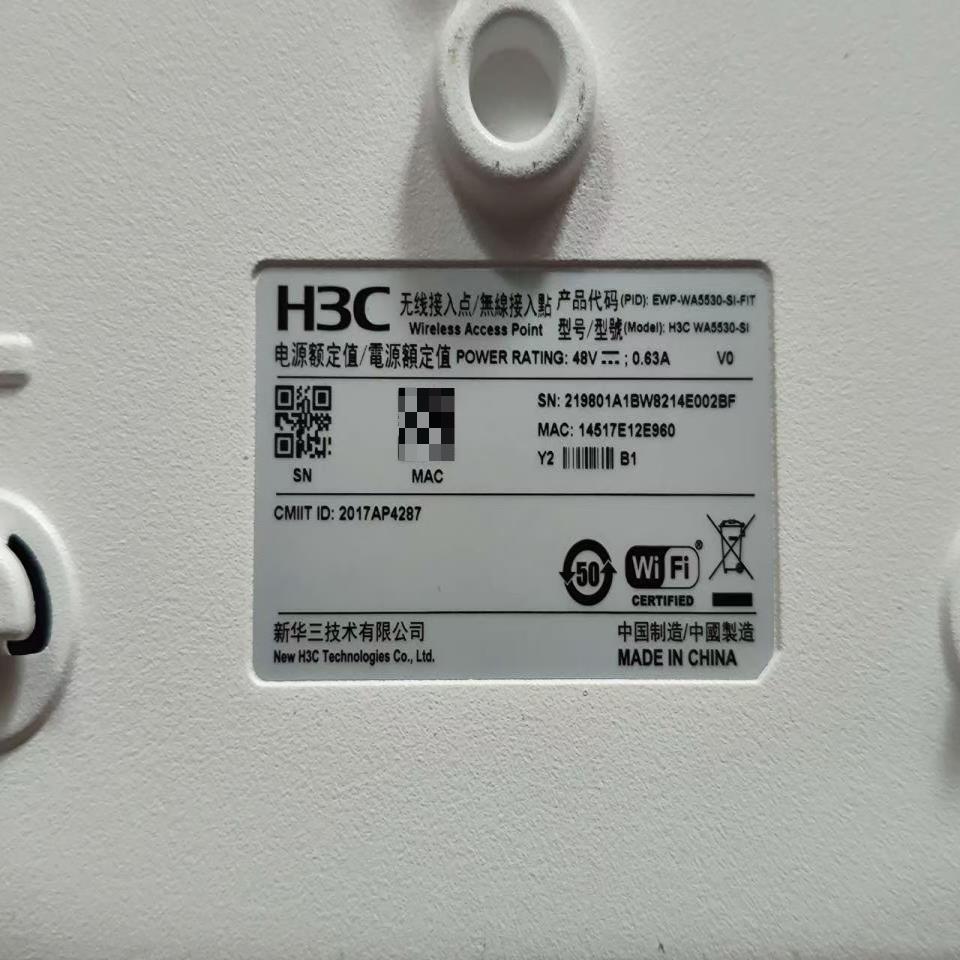 H3C 无线接入点/無線接入點 产品代码(PID): EWP-WA5530-SI-FIT
Wireless Access Point 型号/型號(Model): H3C WA5530-SI
电源额定值/電源額定值 POWER RATING: 48V ⎓; 0.63A V0
SN: 219801A1BW8214E002BF
MAC: 14517E12E960
Y2 B1
SN MAC
CMIIT ID: 2017AP4287
50 WiFi®
CERTIFIED
新华三技术有限公司 中国制造/中國製造
New H3C Technologies Co., Ltd. MADE IN CHINA